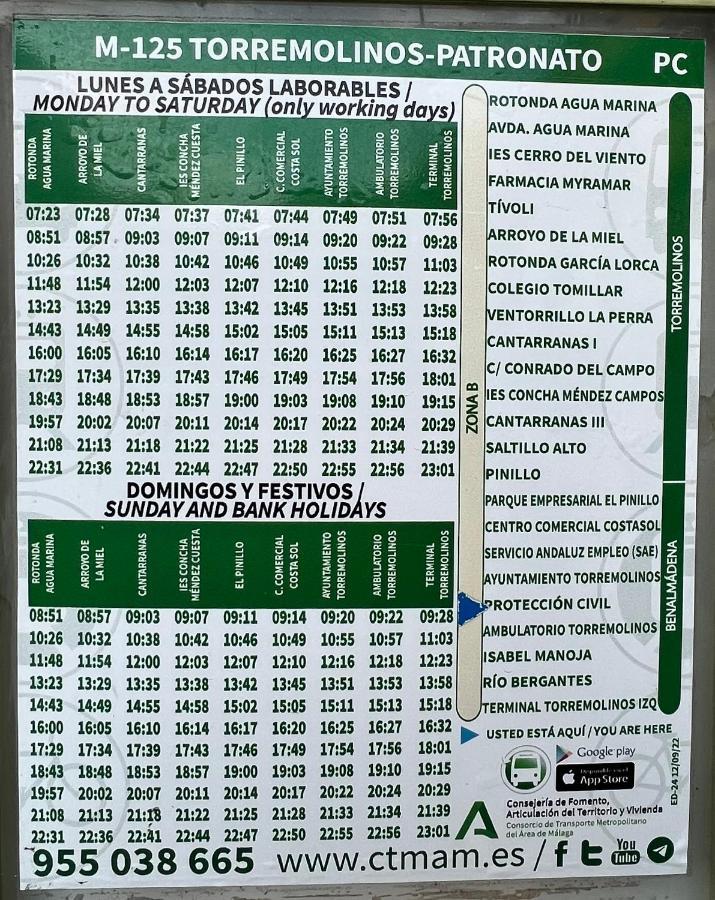 M-125 TORREMOLINOS-PATRONATO PC
LUNES A SÁBADOS LABORABLES /
MONDAY TO SATURDAY (only working days)
ROTONDA AGUA MARINA ARROYO DE LA MIEL CANTARRANAS IES CONCHA MÉNDEZ CUESTA EL PINILLO C.COMERCIAL COSTA SOL AYUNTAMIENTO TORREMOLINOS AMBULATORIO TORREMOLINOS TERMINAL TORREMOLINOS
07:23 07:28 07:34 07:37 07:41 07:44 07:49 07:51 07:56
08:51 08:57 09:03 09:07 09:11 09:14 09:20 09:22 09:28
10:26 10:32 10:38 10:42 10:46 10:49 10:55 10:57 11:03
11:48 11:54 12:00 12:03 12:07 12:10 12:16 12:18 12:23
13:23 13:29 13:35 13:38 13:42 13:45 13:51 13:53 13:58
14:43 14:49 14:55 14:58 15:02 15:05 15:11 15:13 15:18
16:00 16:05 16:10 16:14 16:17 16:20 16:25 16:27 16:32
17:29 17:34 17:39 17:43 17:46 17:49 17:54 17:56 18:01
18:43 18:48 18:53 18:57 19:00 19:03 19:08 19:10 19:15
19:57 20:02 20:07 20:11 20:14 20:17 20:22 20:24 20:29
21:08 21:13 21:18 21:22 21:25 21:28 21:33 21:34 21:39
22:31 22:36 22:41 22:44 22:47 22:50 22:55 22:56 23:01
DOMINGOS Y FESTIVOS /
SUNDAY AND BANK HOLIDAYS
ROTONDA AGUA MARINA ARROYO DE LA MIEL CANTARRANAS IES CONCHA MÉNDEZ CUESTA EL PINILLO C.COMERCIAL COSTA SOL AYUNTAMIENTO TORREMOLINOS AMBULATORIO TORREMOLINOS TERMINAL TORREMOLINOS
08:51 08:57 09:03 09:07 09:11 09:14 09:20 09:22 09:28
10:26 10:32 10:38 10:42 10:46 10:49 10:55 10:57 11:03
11:48 11:54 12:00 12:03 12:07 12:10 12:16 12:18 12:23
13:23 13:29 13:35 13:38 13:42 13:45 13:51 13:53 13:58
14:43 14:49 14:55 14:58 15:02 15:05 15:11 15:13 15:18
16:00 16:05 16:10 16:14 16:17 16:20 16:25 16:27 16:32
17:29 17:34 17:39 17:43 17:46 17:49 17:54 17:56 18:01
18:43 18:48 18:53 18:57 19:00 19:03 19:08 19:10 19:15
19:57 20:02 20:07 20:11 20:14 20:17 20:22 20:24 20:29
21:08 21:13 21:18 21:22 21:25 21:28 21:33 21:34 21:39
22:31 22:36 22:41 22:44 22:47 22:50 22:55 22:56 23:01
ZONA B
ROTONDA AGUA MARINA
AVDA. AGUA MARINA
IES CERRO DEL VIENTO
FARMACIA MYRAMAR
TÍVOLI
ARROYO DE LA MIEL
ROTONDA GARCÍA LORCA
COLEGIO TOMILLAR
VENTORRILLO LA PERRA
CANTARRANAS I
C/ CONRADO DEL CAMPO
IES CONCHA MÉNDEZ CAMPOS
CANTARRANAS III
SALTILLO ALTO
PINILLO
PARQUE EMPRESARIAL EL PINILLO
CENTRO COMERCIAL COSTASOL
SERVICIO ANDALUZ EMPLEO (SAE)
AYUNTAMIENTO TORREMOLINOS
PROTECCIÓN CIVIL
AMBULATORIO TORREMOLINOS
ISABEL MANOJA
RÍO BERGANTES
TERMINAL TORREMOLINOS IZQ
TORREMOLINOS
BENALMÁDENA
USTED ESTÁ AQUÍ / YOU ARE HERE
Google play
Disponible en el
App Store
ED-24 12/09/22
Consejería de Fomento,
Articulación del Territorio y Vivienda
Consorcio de Transporte Metropolitano
del Área de Málaga
955 038 665 www.ctmam.es / f t You Tube